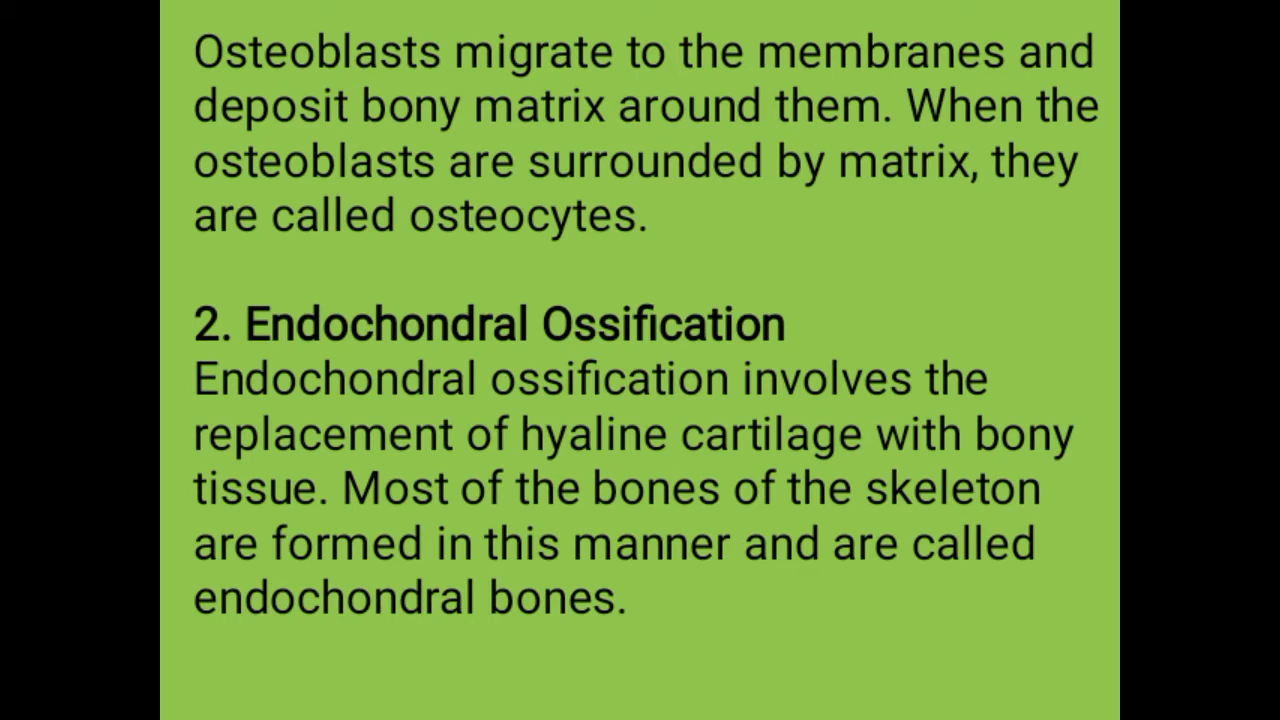 Osteoblasts migrate to the membranes and
deposit bony matrix around them. When the
osteoblasts are surrounded by matrix, they
are called osteocytes.
2. Endochondral Ossification
Endochondral ossification involves the
replacement of hyaline cartilage with bony
tissue. Most of the bones of the skeleton
are formed in this manner and are called
endochondral bones.